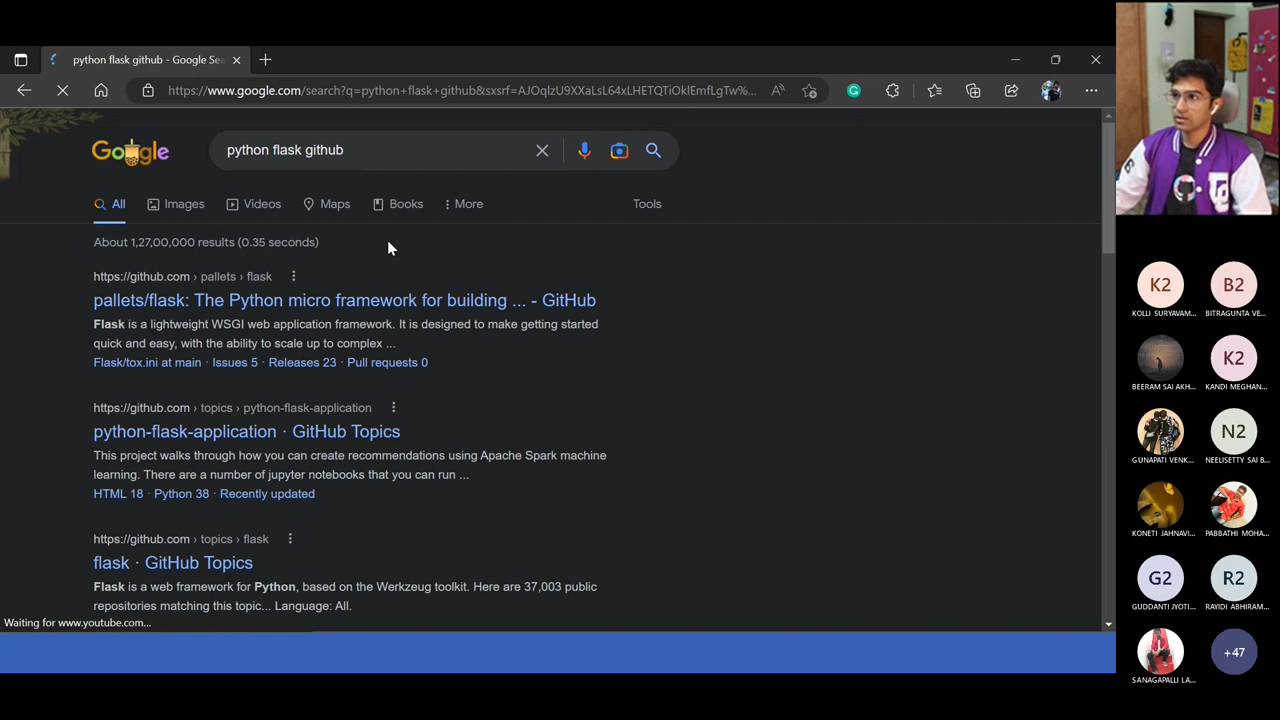 python flask github - Google Sea
https://www.google.com/search?q=python+flask+github&sxsrf=AJOqlzU9XXaLsL64xLHETQTiOklEmfLgTw%...
Google
python flask github
All
Images
Videos
Maps
Books
More
Tools
About 1,27,00,000 results (0.35 seconds)
https://github.com › pallets › flask
pallets/flask: The Python micro framework for building ... - GitHub
Flask is a lightweight WSGI web application framework. It is designed to make getting started
quick and easy, with the ability to scale up to complex ...
Flask/tox.ini at main · Issues 5 · Releases 23 · Pull requests 0
https://github.com › topics › python-flask-application
python-flask-application · GitHub Topics
This project walks through how you can create recommendations using Apache Spark machine
learning. There are a number of jupyter notebooks that you can run ...
HTML 18 · Python 38 · Recently updated
https://github.com › topics › flask
flask · GitHub Topics
Flask is a web framework for Python, based on the Werkzeug toolkit. Here are 37,003 public
repositories matching this topic... Language: All.
Waiting for www.youtube.com...
K2
B2
KOLLI SURYAVAM...
BITRAGUNTA VE...
K2
BEERAM SAI AKH...
KANDI MEGHAN...
N2
GUNAPATI VENK...
NEELISETTY SAI B...
KONETI JAHNAVI...
PABBATHI MOHA...
G2
R2
GUDDANTI JYOTI...
RAYIDI ABHIRAM...
+47
SANAGAPALLI LA...